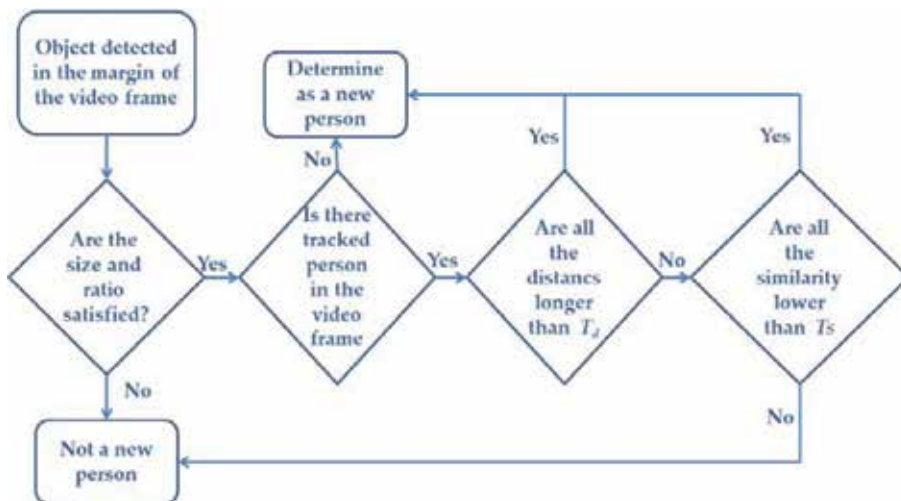 Object detected
in the margin of
the video frame
Determine
as a new
person
Yes
Yes
No
Are the
size and
ratio
satisfied?
Yes
Is there
tracked
person
in the
video
frame
Yes
Are all
the
distancs
longer
than T_d
No
Are all
the
similarity
lower
than Ts
No
No
Not a new
person